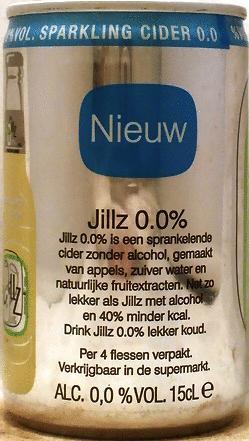 %VOL. SPARKLING CIDER 0.0
Nieuw
Jillz 0.0%
Jillz 0.0% is een sprankelende
cider zonder alcohol, gemaakt
van appels, zuiver water en
natuurlijke fruitextracten. Net zo
lekker als Jillz met alcohol
en 40% minder kcal.
Drink Jillz 0.0% lekker koud.
Per 4 flessen verpakt.
Verkrijgbaar in de supermarkt.
ALC. 0,0 %VOL. 15cL e